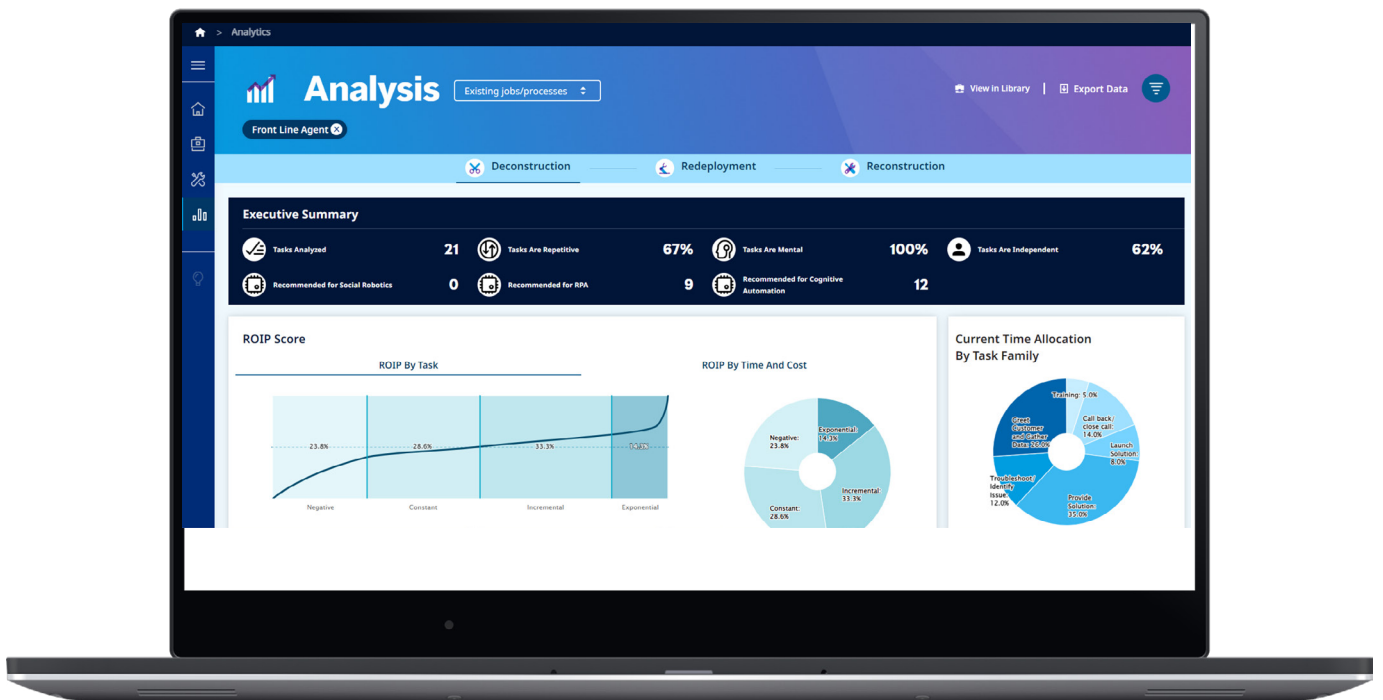 > Analytics
Analysis
Existing jobs/processes
View in Library
Export Data
Front Line Agent
Deconstruction
Redeployment
Reconstruction
Executive Summary
Tasks Analyzed 21
Tasks Are Repetitive 67%
Tasks Are Mental 100%
Tasks Are Independent 62%
Recommended for Social Robotics 0
Recommended for RPA 9
Recommended for Cognitive
Automation
12
ROIP Score
ROIP By Task
23.8%
28.6%
33.3%
14.3%
Negative
Constant
Incremental
Exponential
ROIP By Time And Cost
Negative:
23.8%
Exponential:
14.3%
Incremental
33.3%
Constant:
28.6%
Current Time Allocation
By Task Family
Training: 5.0%
Call back/
close call:
14.0%
Launch
Solution:
8.0%
Provide
Solution:
35.0%
Troubleshoot/
Identify
Issue:
12.0%
Greet
Customer
and Gather
Data: 26.0%